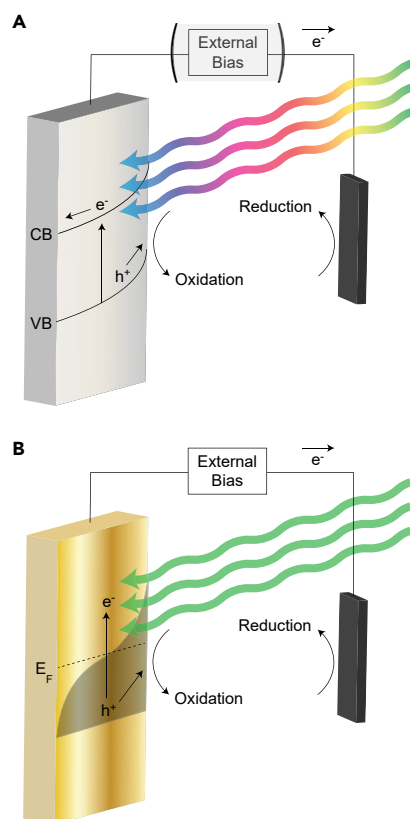 A
External
Bias
e-
e-
CB
Reduction
h+
Oxidation
VB
B
External
Bias
e-
e-
Reduction
EF
h+
Oxidation